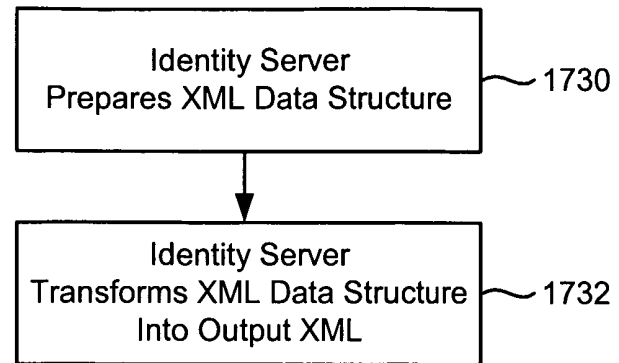 Identity Server
Prepares XML Data Structure
1730
Identity Server
Transforms XML Data Structure
Into Output XML
1732